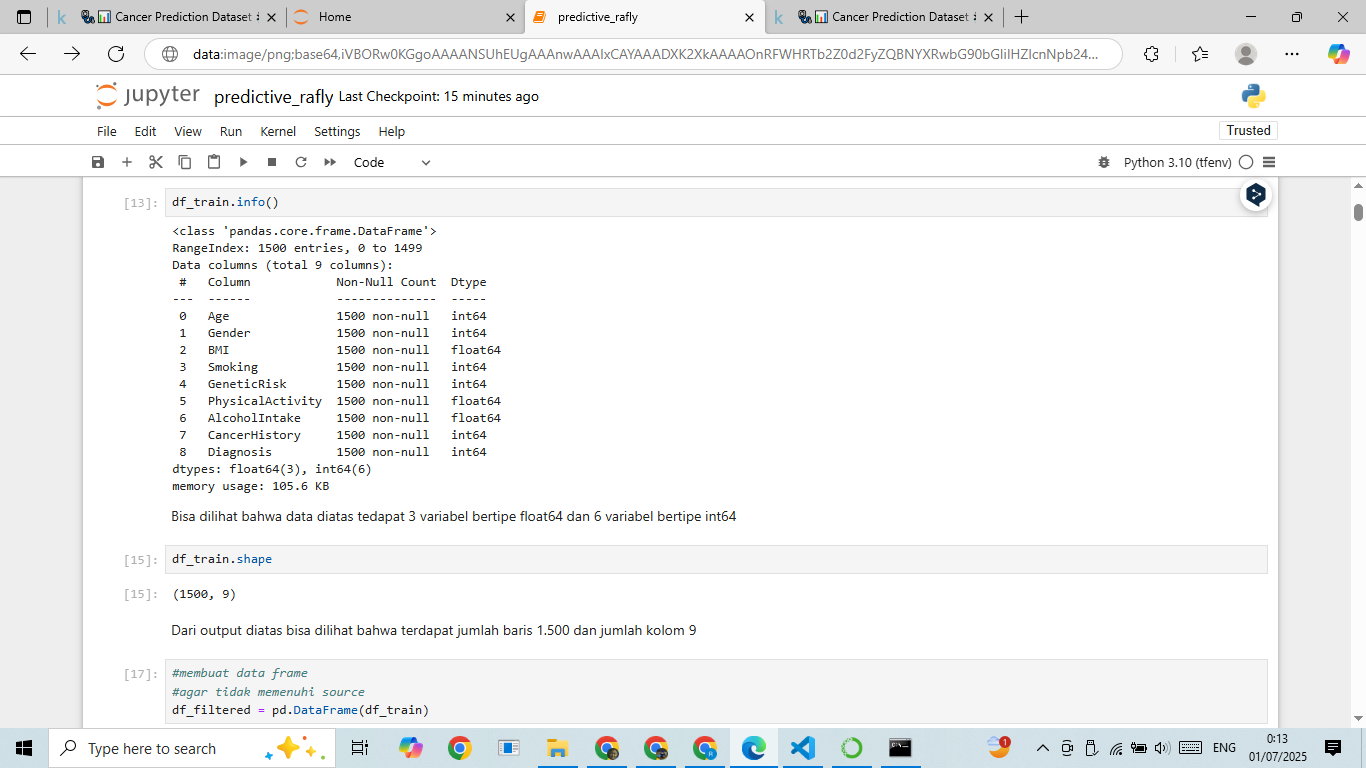 Cancer Prediction Dataset
Home
predictive_rafly
Cancer Prediction Dataset
data:image/png;base64,iVBORw0KGgoAAAANSUhEUgAAAnwAAAIxCAYAAADXK2XkAAAAOnRFWHRTb2Z0d2FyZQBNYXRwbG90bGliIHZlcnNpb24...
jupyter predictive_rafly Last Checkpoint: 15 minutes ago
File Edit View Run Kernel Settings Help
Trusted
Code
Python 3.10 (tfenv)
[13]: df_train.info()
<class 'pandas.core.frame.DataFrame'>
RangeIndex: 1500 entries, 0 to 1499
Data columns (total 9 columns):
# Column Non-Null Count Dtype
--- ------ -------------- -----
0 Age 1500 non-null int64
1 Gender 1500 non-null int64
2 BMI 1500 non-null float64
3 Smoking 1500 non-null int64
4 GeneticRisk 1500 non-null int64
5 PhysicalActivity 1500 non-null float64
6 AlcoholIntake 1500 non-null float64
7 CancerHistory 1500 non-null int64
8 Diagnosis 1500 non-null int64
dtypes: float64(3), int64(6)
memory usage: 105.6 KB
Bisa dilihat bahwa data diatas tedapat 3 variabel bertipe float64 dan 6 variabel bertipe int64
[15]: df_train.shape
[15]: (1500, 9)
Dari output diatas bisa dilihat bahwa terdapat jumlah baris 1.500 dan jumlah kolom 9
[17]: #membuat data frame
#agar tidak memenuhi source
df_filtered = pd.DataFrame(df_train)
Type here to search
1
ENG
0:13
01/07/2025